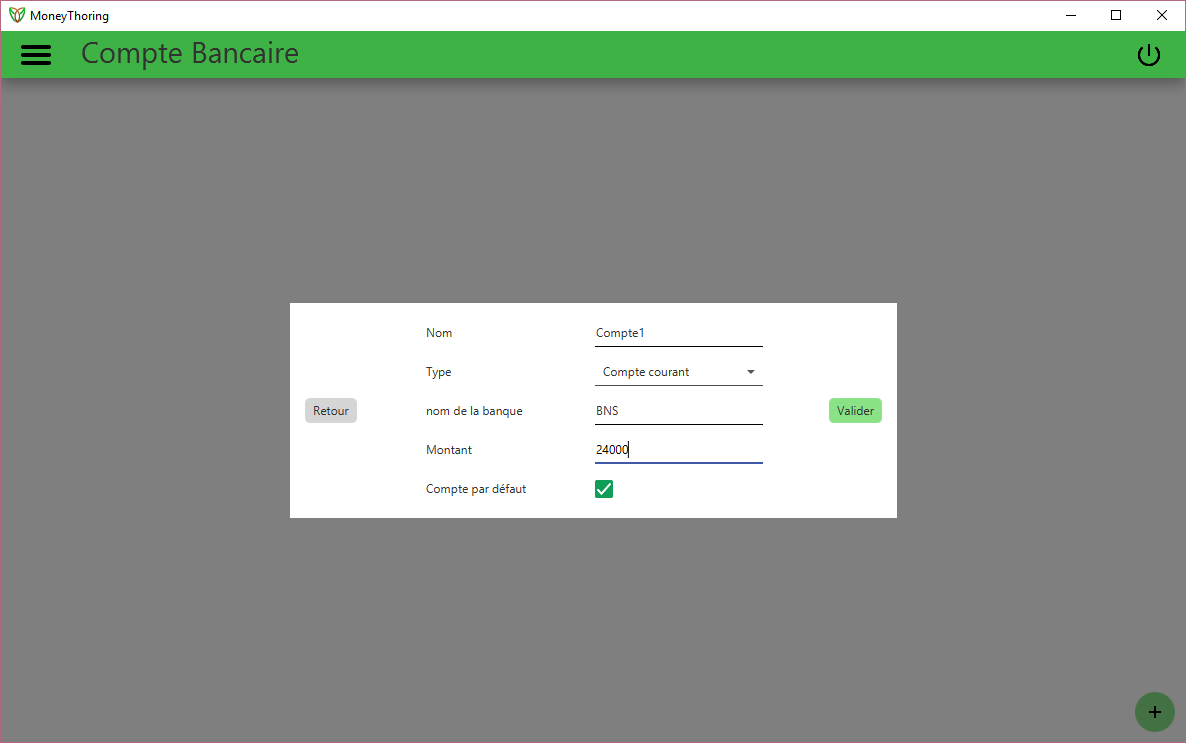 MoneyThoring
Compte Bancaire
Nom Compte1
Type Compte courant
Retour nom de la banque BNS Valider
Montant 24000
Compte par défaut